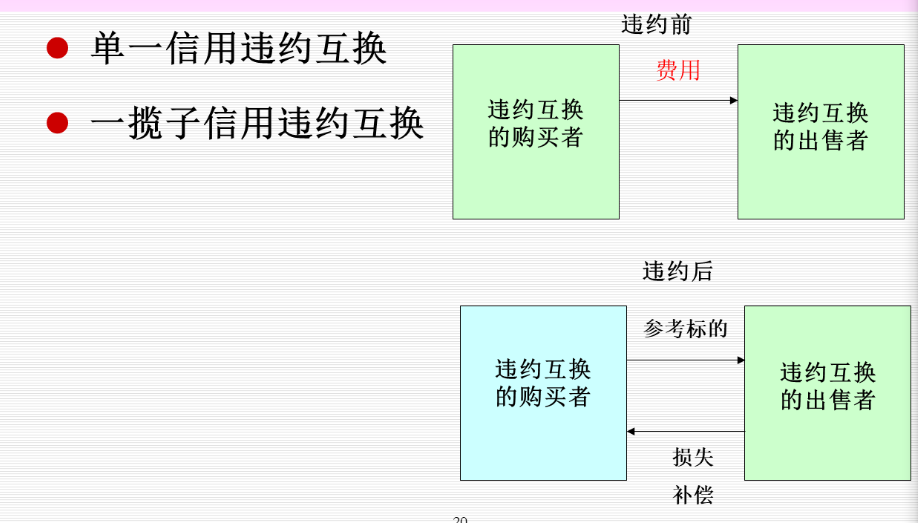 单一信用违约互换
一揽子信用违约互换
违约前
费用
违约互换
的购买者
违约互换
的出售者
违约后
参考标的
违约互换
的购买者
违约互换
的出售者
损失
补偿
20